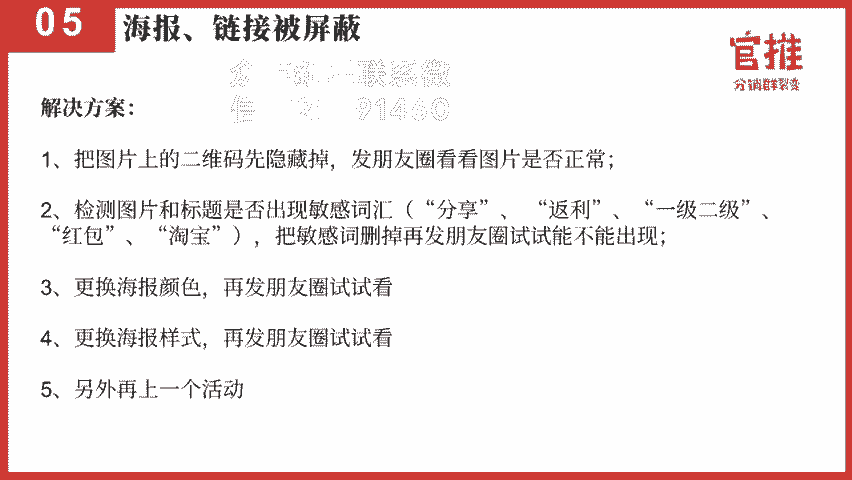 05
海报、链接被屏蔽
官推
分销群裂变
联系微
91460
解决方案：
1、把图片上的二维码先隐藏掉，发朋友圈看看图片是否正常；
2、检测图片和标题是否出现敏感词汇（“分享”、 “返利”、“一级二级”、
“红包”、“淘宝”），把敏感词删掉再发朋友圈试试能不能出现；
3、更换海报颜色，再发朋友圈试试看
4、更换海报样式，再发朋友圈试试看
5、另外再上一个活动